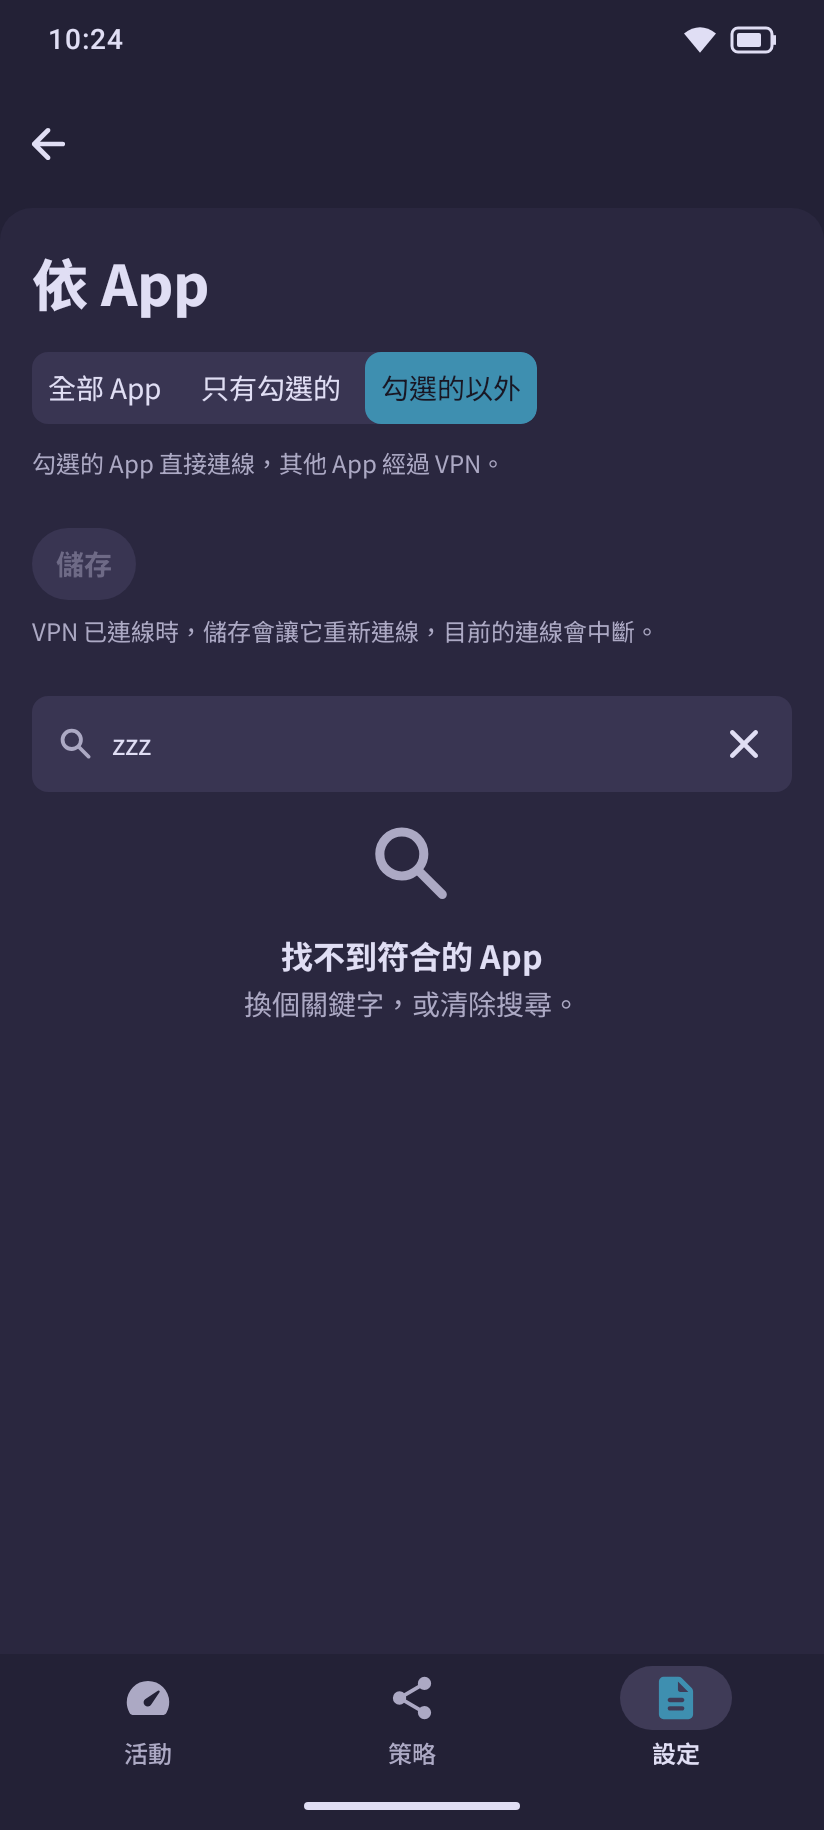 10:24
依 App
全部 App 只有勾選的 勾選的以外
勾選的 App 直接連線，其他 App 經過 VPN。
儲存
VPN 已連線時，儲存會讓它重新連線，目前的連線會中斷。
zzz
找不到符合的 App
換個關鍵字，或清除搜尋。
活動 策略 設定